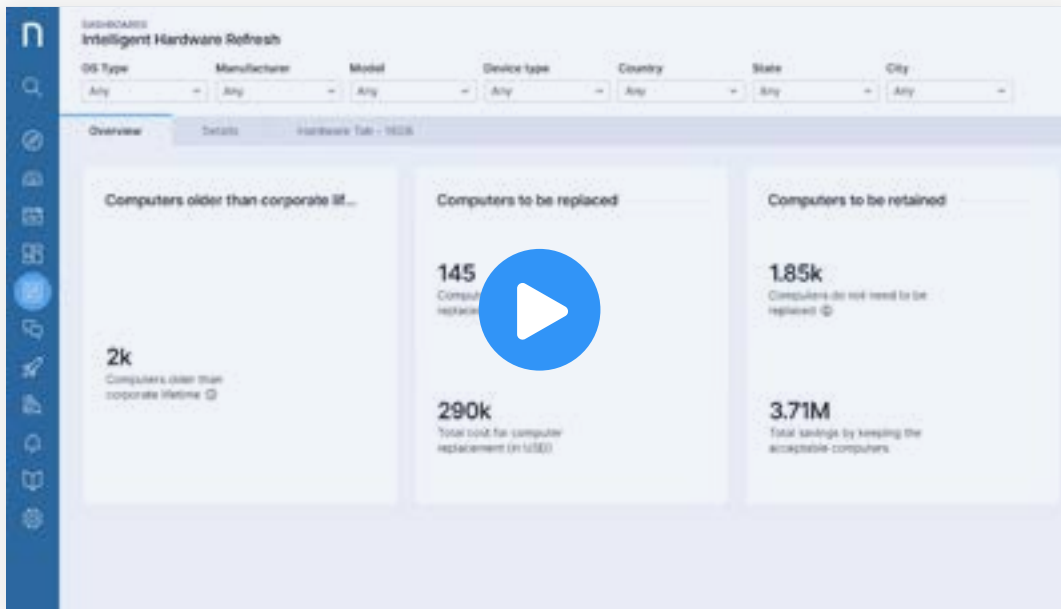 n
DASHBOARDS
Intelligent Hardware Refresh
OS Type Manufacturer Model Device type Country State City
Any Any Any Any Any Any Any
Overview Details Hardware Tab -
Computers older than corporate lif...
2k
Computers older than
corporate lifetime
Computers to be replaced
145
290k
Total cost for computer
replacement (in USD)
Computers to be retained
1.85k
Computers do not need to be
replaced
3.71M
Total savings by keeping the
acceptable computers